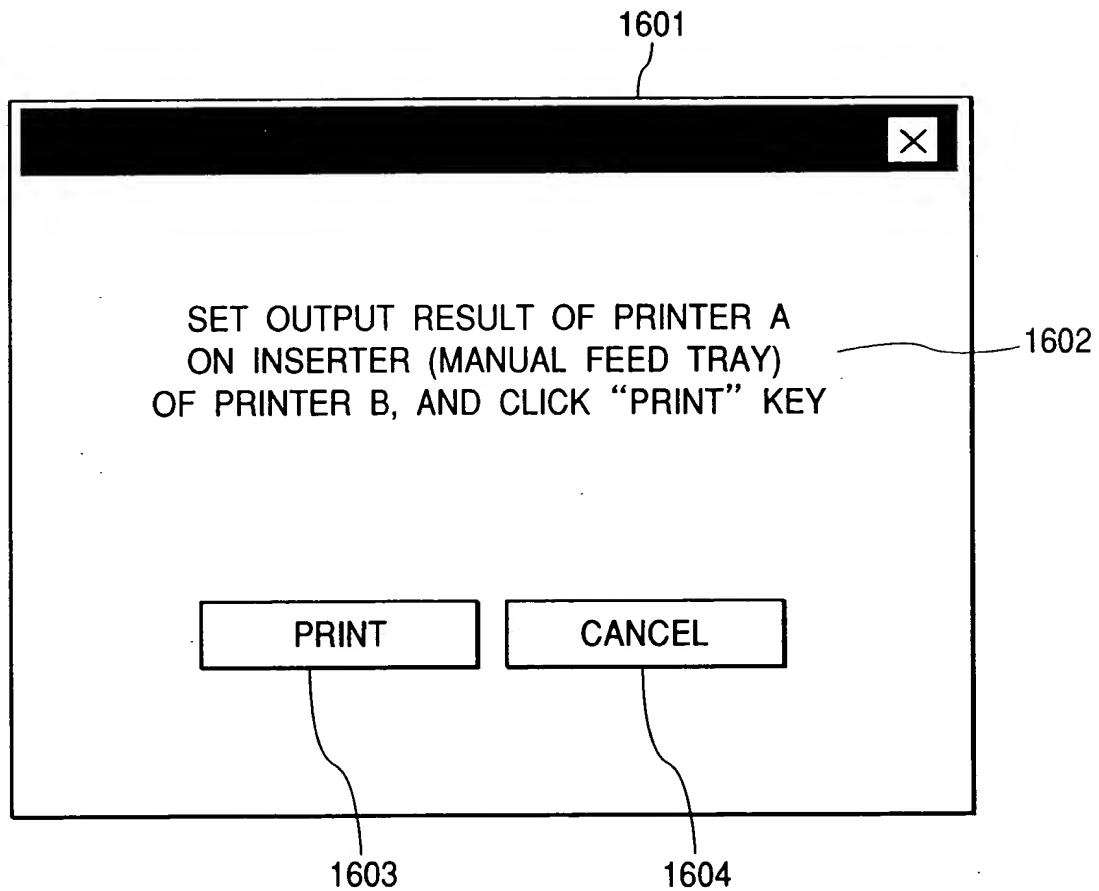 1601
SET OUTPUT RESULT OF PRINTER A
ON INSERTER (MANUAL FEED TRAY)
OF PRINTER B, AND CLICK “PRINT” KEY
1602
PRINT
CANCEL
1603
1604